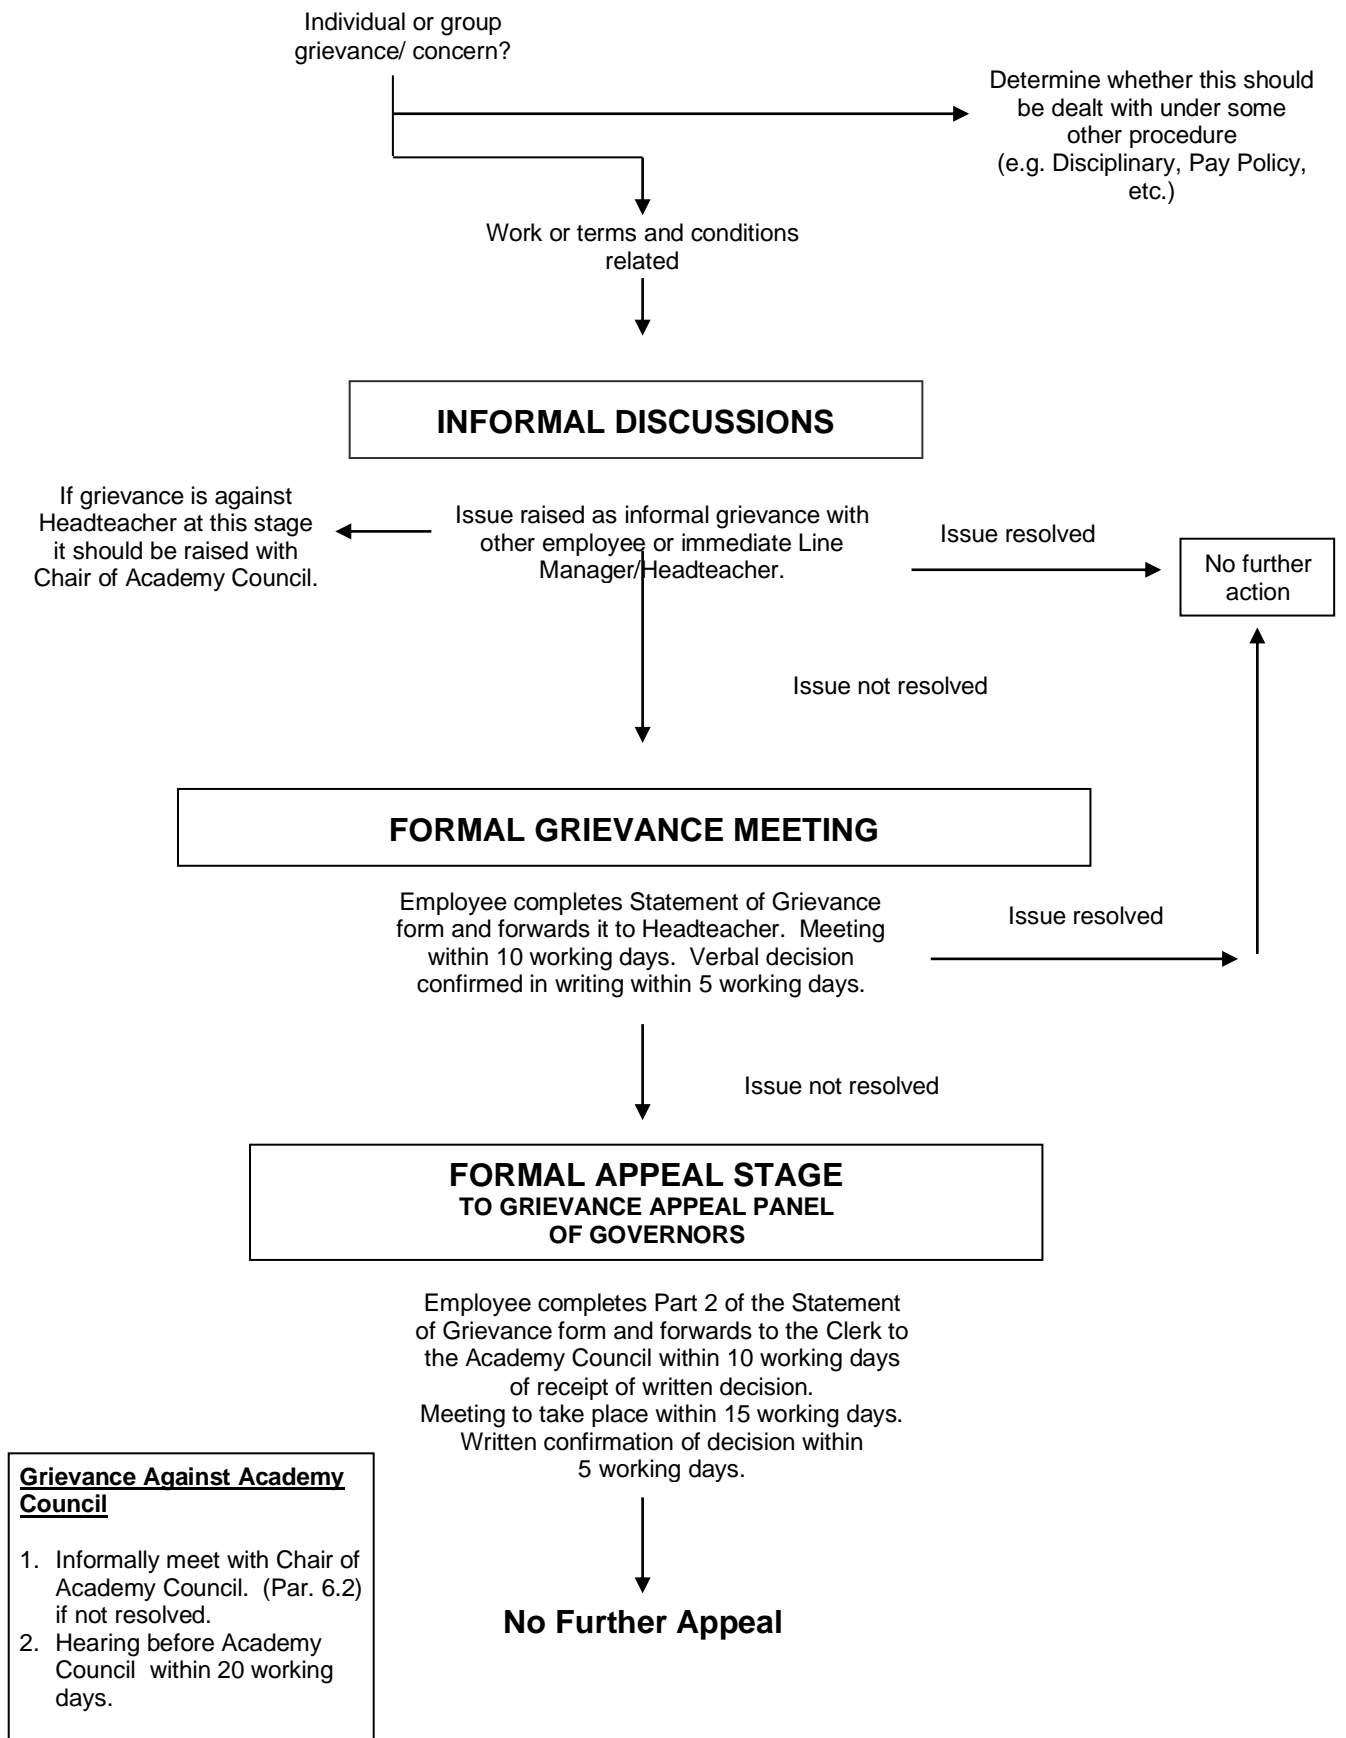 Individual or group
grievance/ concern?
Determine whether this should
be dealt with under some
other procedure
(e.g. Disciplinary, Pay Policy,
etc.)
Work or terms and conditions
related
INFORMAL DISCUSSIONS
If grievance is against
Headteacher at this stage
it should be raised with
Chair of Academy Council.
Issue raised as informal grievance with
other employee or immediate Line
Manager/Headteacher.
Issue resolved
No further
action
Issue not resolved
FORMAL GRIEVANCE MEETING
Employee completes Statement of Grievance
form and forwards it to Headteacher. Meeting
within 10 working days. Verbal decision
confirmed in writing within 5 working days.
Issue resolved
Issue not resolved
FORMAL APPEAL STAGE
TO GRIEVANCE APPEAL PANEL
OF GOVERNORS
Employee completes Part 2 of the Statement
of Grievance form and forwards to the Clerk to
the Academy Council within 10 working days
of receipt of written decision.
Meeting to take place within 15 working days.
Written confirmation of decision within
5 working days.
Grievance Against Academy
Council
1. Informally meet with Chair of
Academy Council. (Par. 6.2)
if not resolved.
2. Hearing before Academy
Council within 20 working
days.
No Further Appeal